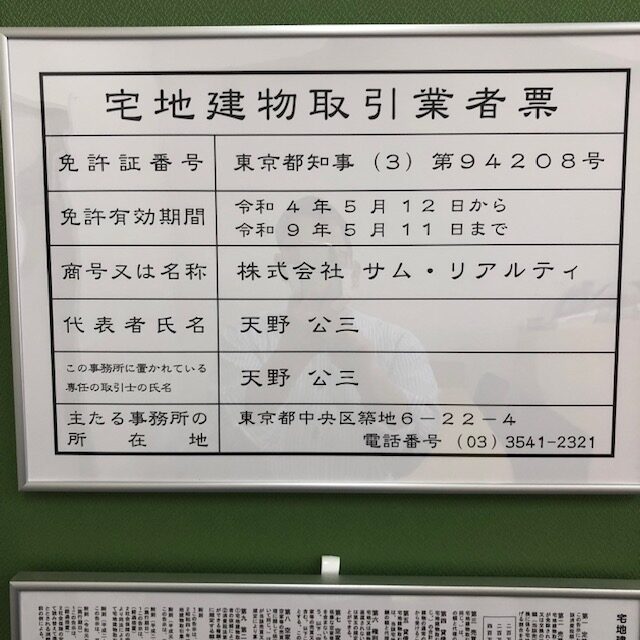 宅地建物取引業者票
免許証番号 東京都知事 (3) 第94208号
免許有効期間 令和 4 年 5 月 12 日から
令和 9 年 5 月 11 日まで
商号又は名称 株式会社 サム・リアルティ
代表者氏名 天野 公三
この事務所に置かれている
専任の取引士の氏名 天野 公三
主たる事務所の
所在地 東京都中央区築地6-22-4
電話番号 (03) 3541-2321